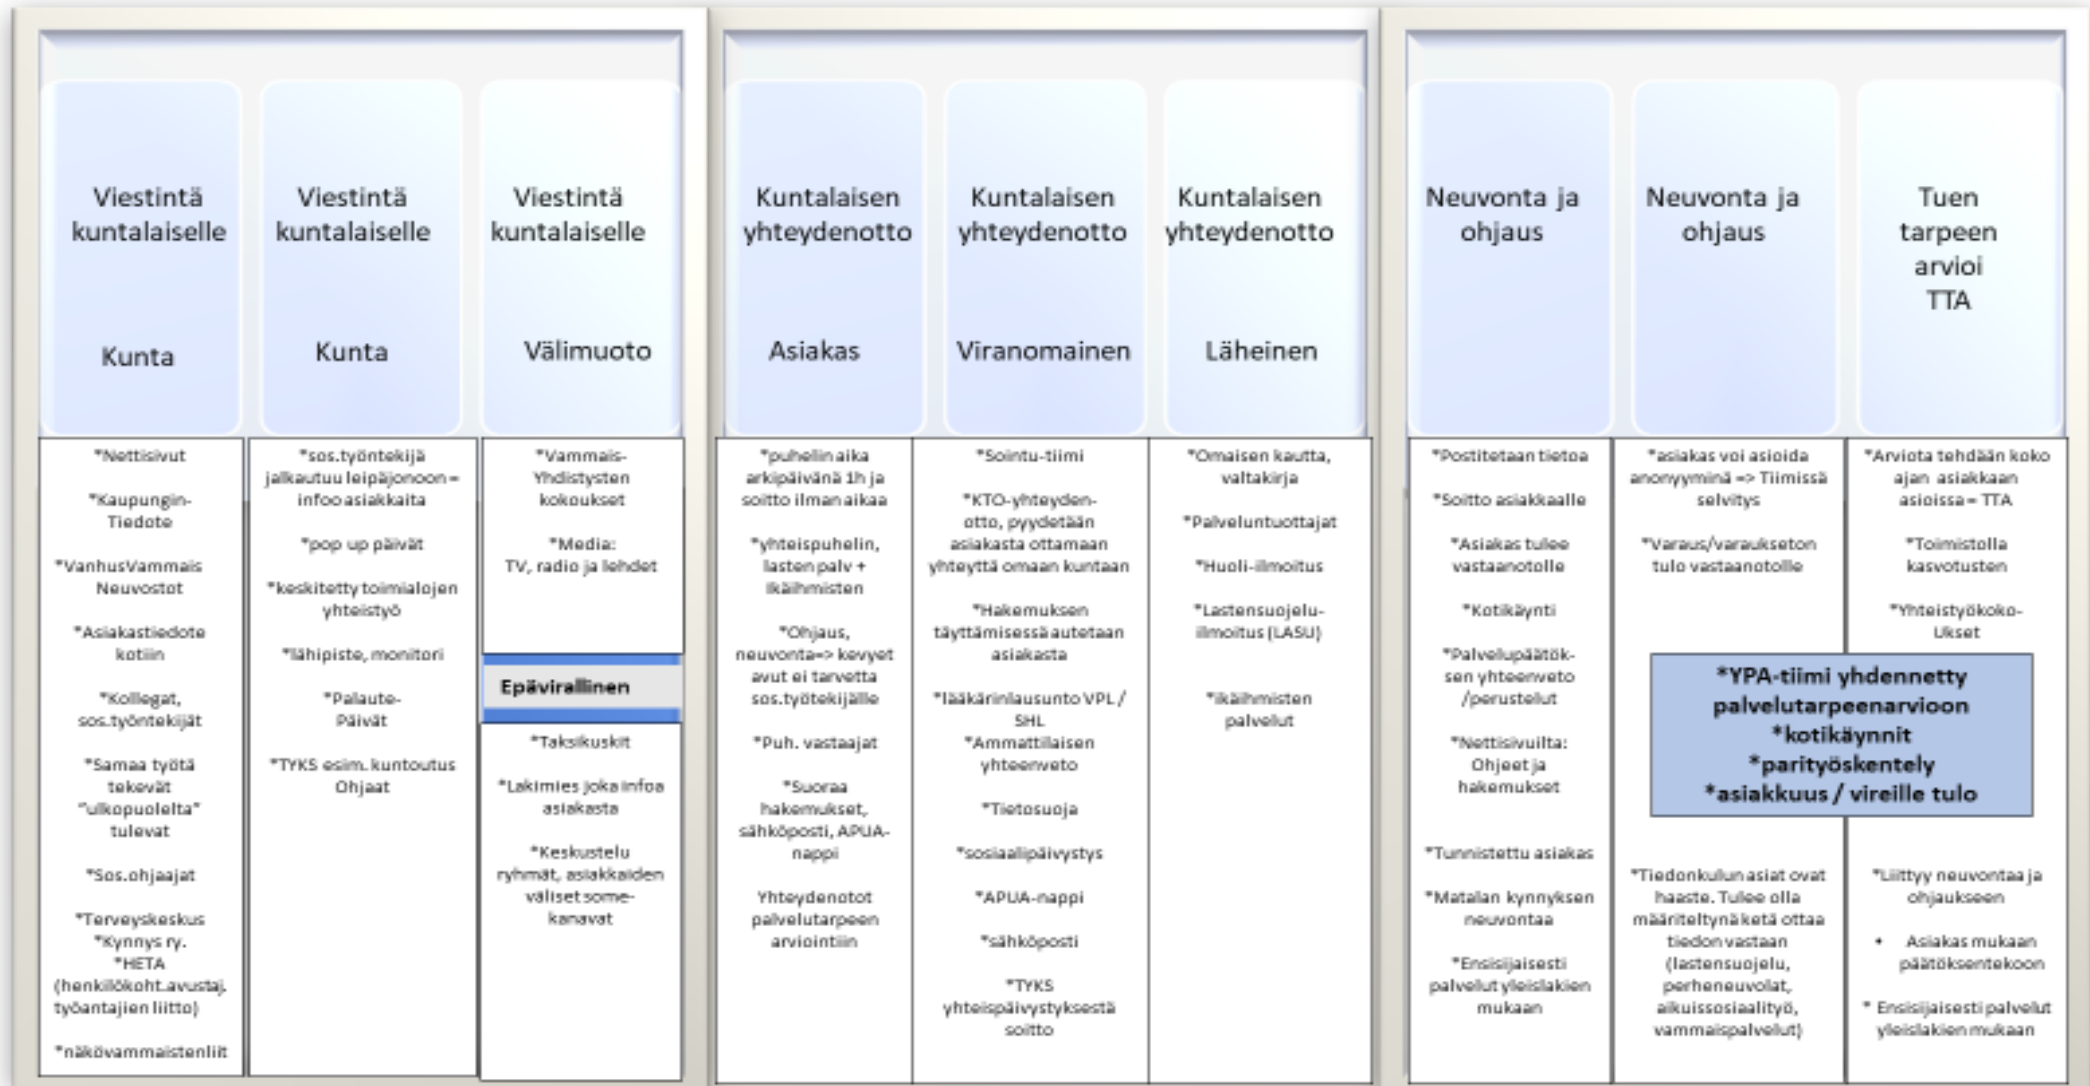 Viestintä
kuntalaiselle
Kunta
*Nettisivut
*Kaupungin-
Tiedote
*VanhusVammais
Neuvostot
*Asiakastiedote
kotiin
*Kollegat,
sos.työntekijät
*Samaa työtä
tekevät
"ulkopuolelta"
tulevat
*Sos.ohjaajat
*Terveyskeskus
*Kynnys ry.
*HETA
(henkilökoht.avustaj.
työantajien liitto)
*näkövammaistenliit
Viestintä
kuntalaiselle
Kunta
*sos.työntekijä
jalkautuu leipäjonoon =
infoo asiakkaita
*pop up päivät
*keskitetty toimialojen
yhteistyö
*lähipiste, monitori
*Palaute-
Päivät
*TYKS esim. kuntoutus
Ohjaat
Viestintä
kuntalaiselle
Välimuoto
*Vammais-
Yhdistysten
kokoukset
*Media:
TV, radio ja lehdet
Epävirallinen
*Taksikuskit
*Lakimies joka infoa
asiakasta
*Keskustelu
ryhmät, asiakkaiden
väliset some-
kanavat
Kuntalaisen
yhteydenotto
Asiakas
*puhelin aika
arkipäivänä 1h ja
soitto ilman aikaa
*yhteispuhelin,
lasten palv +
Ikäihmisten
*Ohjaus,
neuvonta=> kevyet
avut ei tarvetta
sos.työtekijälle
*Puh. vastaajat
*Suoraa
hakemukset,
sähköposti, APUA-
nappi
Yhteydenotot
palvelutarpeen
arviointiin
Kuntalaisen
yhteydenotto
Viranomainen
*Sointu-tiimi
*KTO-yhteyden-
otto, pyydetään
asiakasta ottamaan
yhteyttä omaan kuntaan
*Hakemuksen
täyttämisessä autetaan
asiakasta
*lääkärinlausunto VPL /
SHL
*Ammattilaisen
yhteenveto
*Tietosuoja
*sosiaalipäivystys
*APUA-nappi
*sähköposti
*TYKS
yhteispäivystyksestä
soitto
Kuntalaisen
yhteydenotto
Läheinen
*Omaisen kautta,
valtakirja
*Palveluntuottajat
*Huoli-ilmoitus
*Lastensuojelu-
ilmoitus (LASU)
*Ikäihmisten
palvelut
Neuvonta ja
ohjaus
*Postitetaan tietoa
*Soitto asiakkaalle
*Asiakas tulee
vastaanotolle
*Kotikäynti
*Palvelupäätök-
sen yhteenveto
/perustelut
*Nettisivuilta:
Ohjeet ja
hakemukset
*Tunnistettu asiakas
*Matalan kynnyksen
neuvontaa
*Ensisijaisesti
palvelut yleislakien
mukaan
Neuvonta ja
ohjaus
*asiakas voi asioida
anonyyminä => Tiimissä
selvitys
*Varaus/varaukseton
tulo vastaanotolle
*Tiedonkulun asiat ovat
haaste. Tulee olla
määriteltynä ketä ottaa
tiedon vastaan
(lastensuojelu,
perheneuvolat,
aikuissosiaalityö,
vammaispalvelut)
Tuen
tarpeen
arvioi
TTA
*Arviota tehdään koko
ajan asiakkaan
asioissa = TTA
*Toimistolla
kasvotusten
*Yhteistyökoko-
Ukset
*YPA-tiimi yhdennetty
palvelutarpeenarvioon
*kotikäynnit
*parityöskentely
*asiakkuus / vireille tulo
*Liittyy neuvontaa ja
ohjaukseen
• Asiakas mukaan
päätöksentekoon
* Ensisijaisesti palvelut
yleislakien mukaan